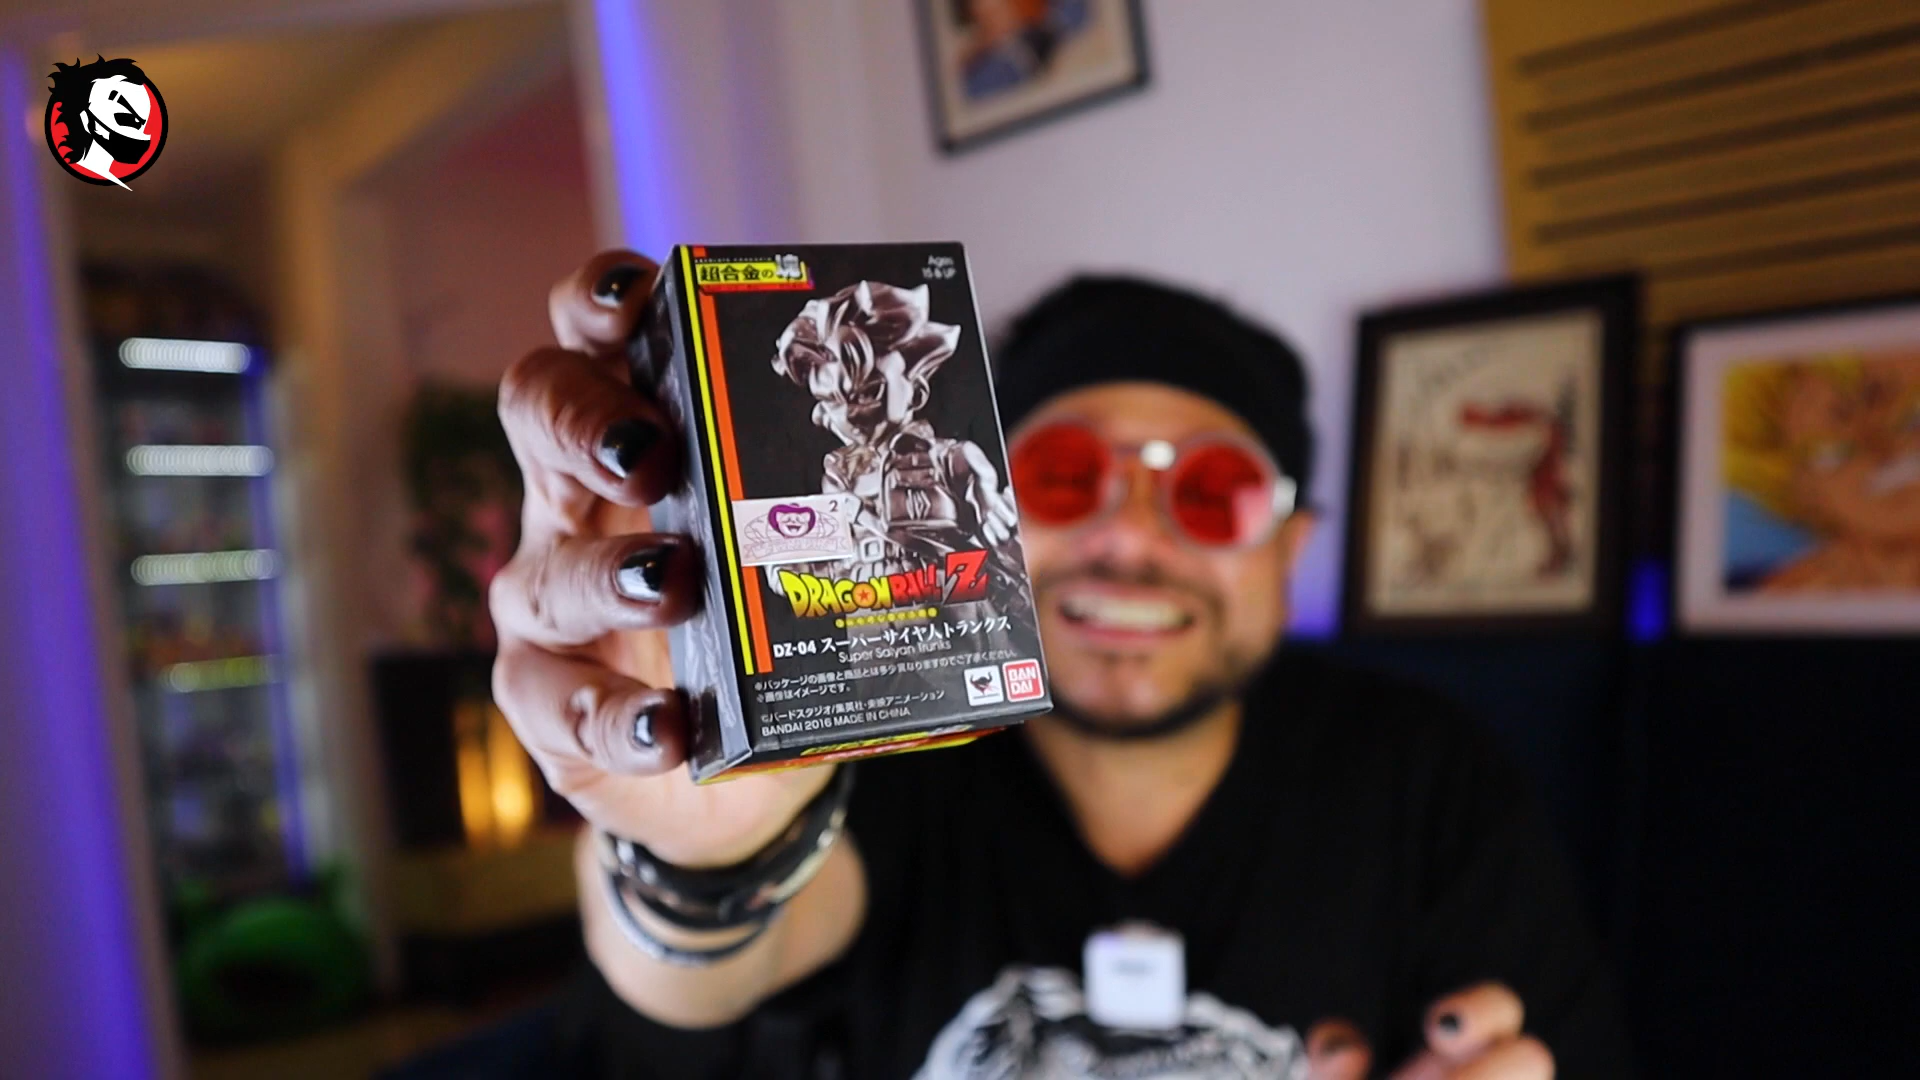 超合金の塊
Ages
15 & UP
2
DRAGONBALL Z
DZ-04 スーパーサイヤ人トランクス
Super Saiyan Trunks
※パッケージの画像と商品とは多少異なりますのでご了承ください。
※画像はイメージです。
©バードスタジオ/集英社・東映アニメーション
BANDAI 2016 MADE IN CHINA
BAN
DAI